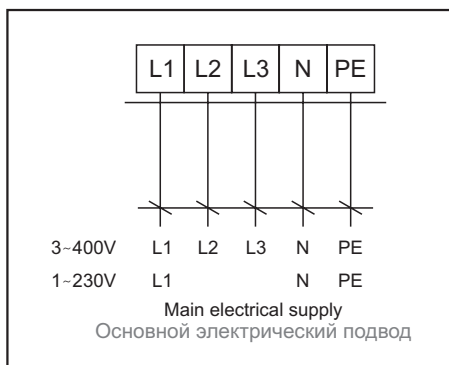 L1 L2 L3 N PE
3~400V L1 L2 L3 N PE
1~230V L1 N PE
Main electrical supply
Основной электрический подвод